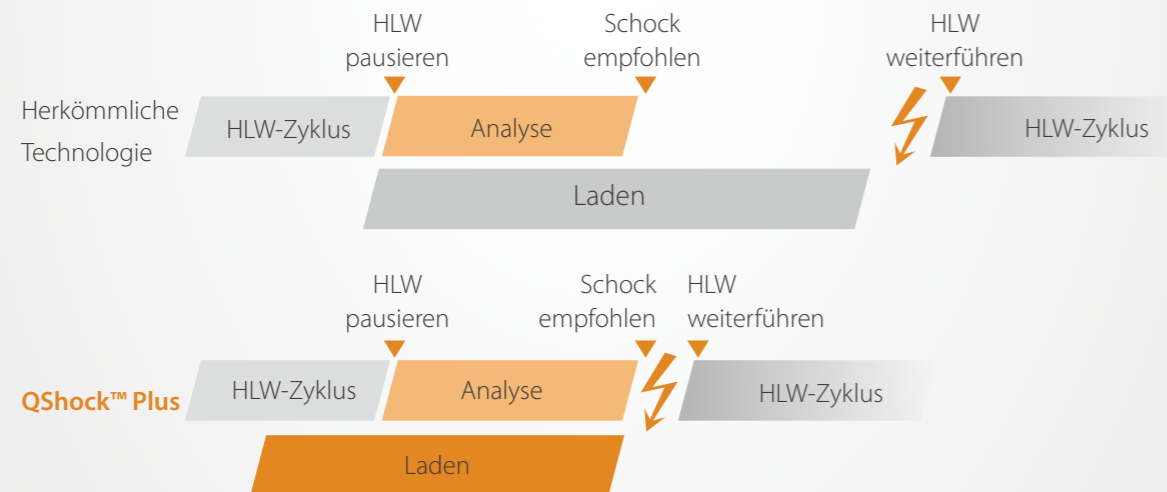 HLW
pausieren
Schock
empfohlen
HLW
weiterführen
Herkömmliche
Technologie
HLW-Zyklus
Analyse
HLW-Zyklus
Laden
HLW
pausieren
Schock
empfohlen
HLW
weiterführen
QShock™ Plus
HLW-Zyklus
Analyse
HLW-Zyklus
Laden